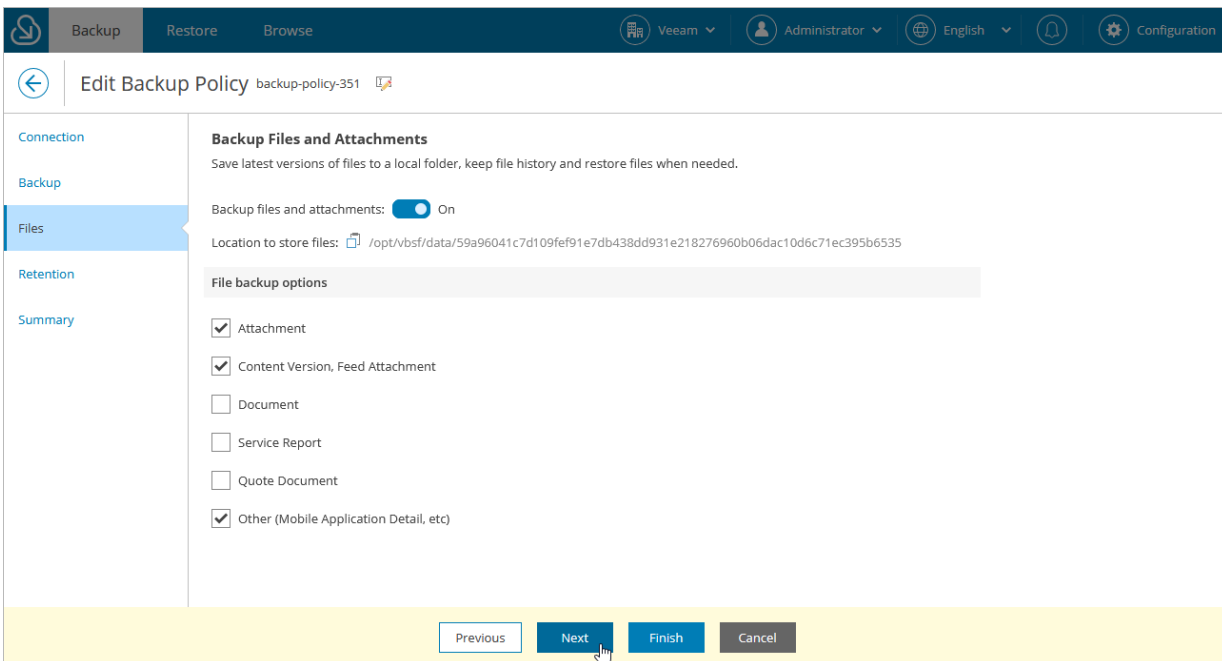 Backup Restore Browse Veeam Administrator English Configuration
Edit Backup Policy backup-policy-351
Connection
Backup
Files
Retention
Summary
Backup Files and Attachments
Save latest versions of files to a local folder, keep file history and restore files when needed.
Backup files and attachments: On
Location to store files: /opt/vbsf/data/59a96041c7d109fef91e7db438dd931e218276960b06dac10d6c71ec395b6535
File backup options
Attachment
Content Version, Feed Attachment
Document
Service Report
Quote Document
Other (Mobile Application Detail, etc)
Previous Next Finish Cancel